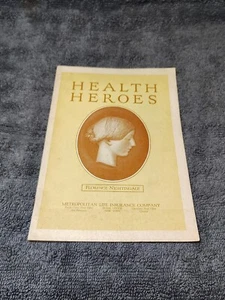 HEALTH
HEROES
FLORENCE NIGHTINGALE
METROPOLITAN LIFE INSURANCE COMPANY